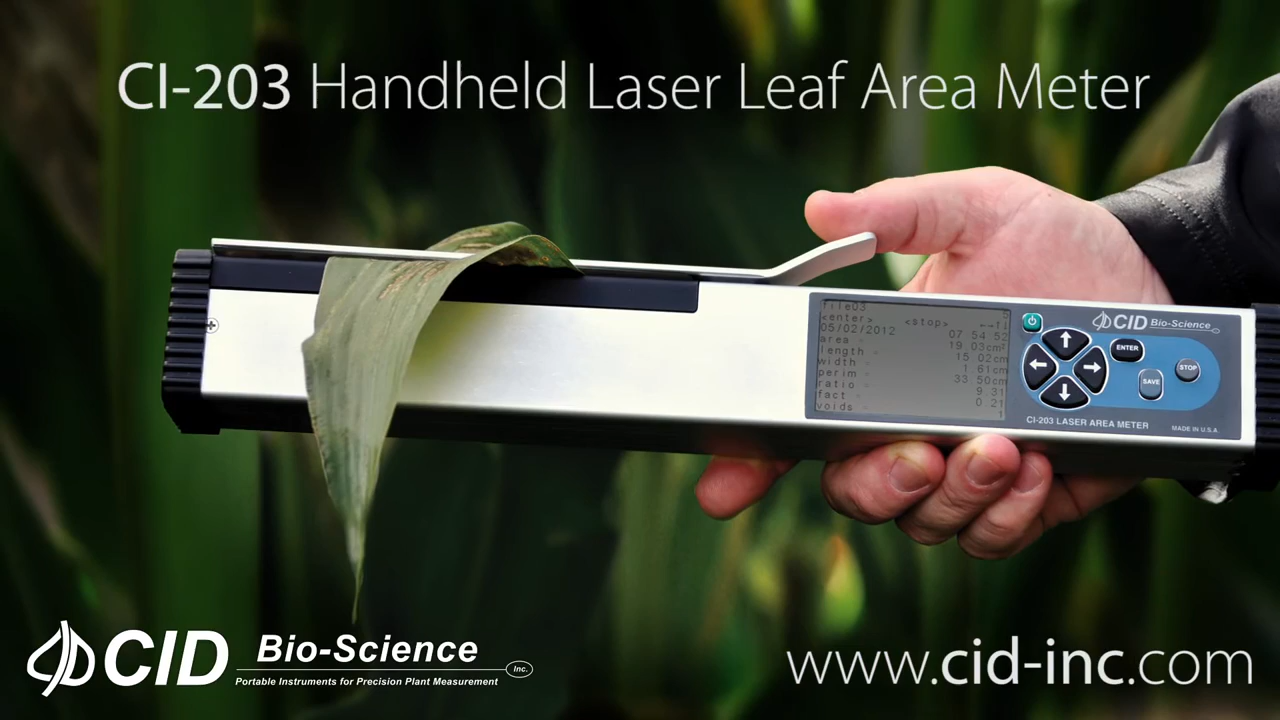 CI-203 Handheld Laser Leaf Area Meter
file03 5
<enter> <stop>
05/02/2012 07 54 52
area = 19 03cm²
length = 15 02cm
width = 1.61cm
perim = 33 50cm
ratio = 9.31
fact = 0.21
voids = 1
CID Bio-Science
ENTER
STOP
SAVE
CI-203 LASER AREA METER
MADE IN U.S.A
CID Bio-Science Inc.
Portable Instruments for Precision Plant Measurement
www.cid-inc.com